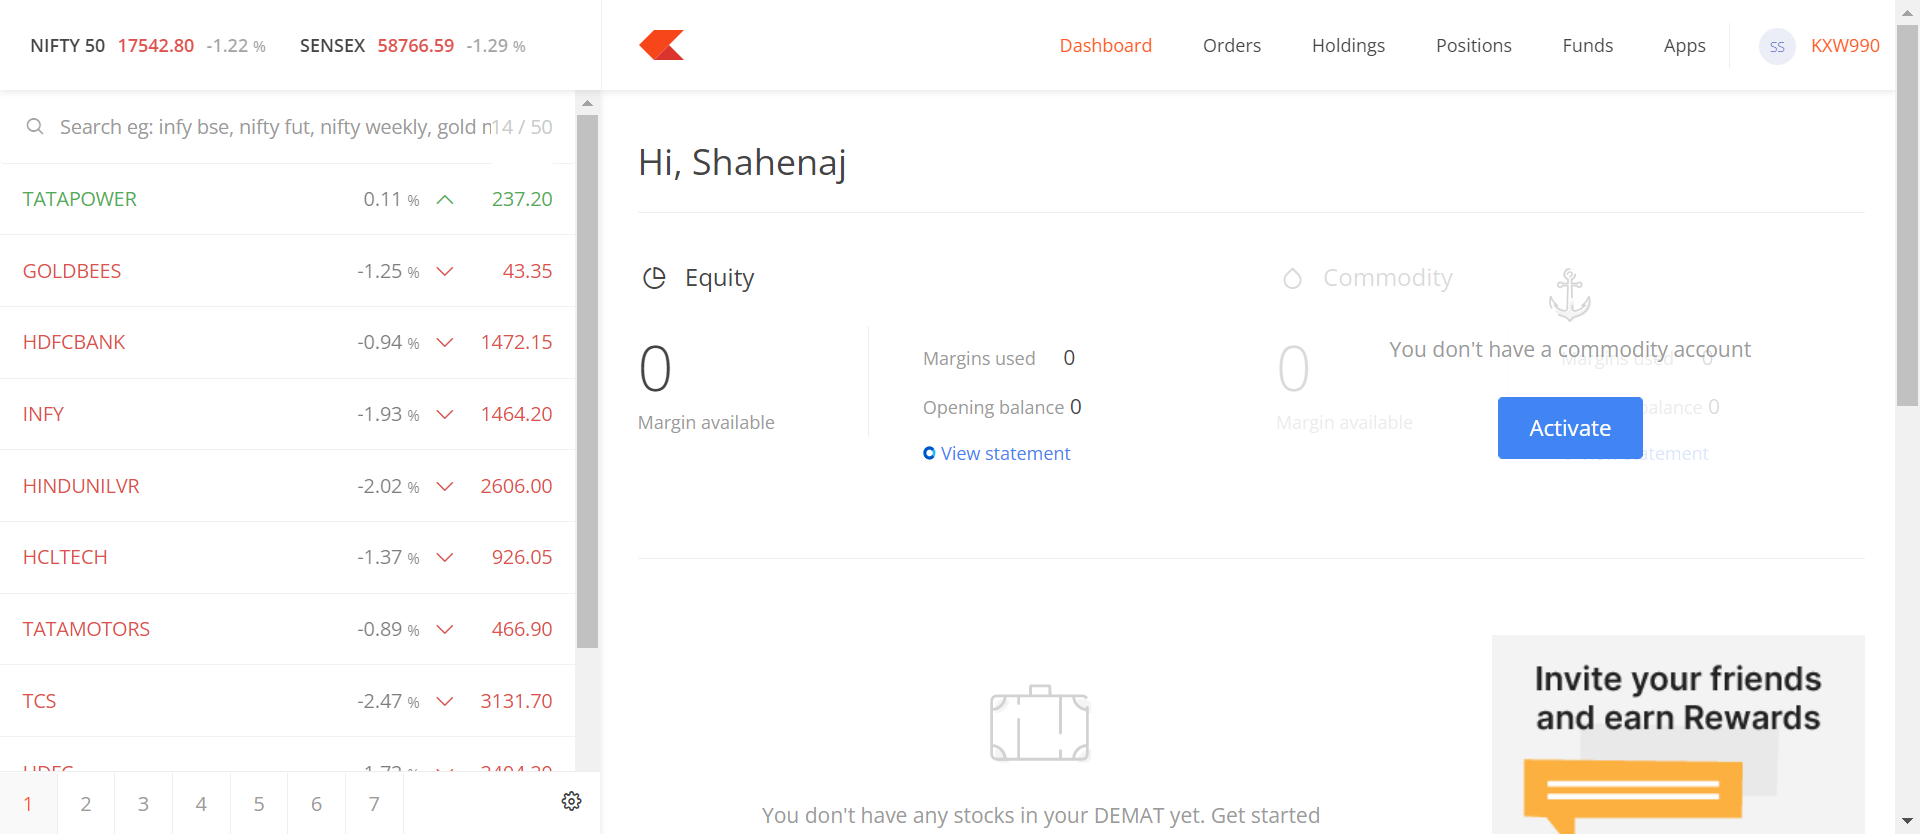 NIFTY 50 17542.80 -1.22 % SENSEX 58766.59 -1.29 %
Dashboard Orders Holdings Positions Funds Apps SS KXW990
Search eg: infy bse, nifty fut, nifty weekly, gold 14 / 50
TATAPOWER 0.11 % 237.20
GOLDBEES -1.25 % 43.35
HDFCBANK -0.94 % 1472.15
INFY -1.93 % 1464.20
HINDUNILVR -2.02 % 2606.00
HCLTECH -1.37 % 926.05
TATAMOTORS -0.89 % 466.90
TCS -2.47 % 3131.70
1 2 3 4 5 6 7
Hi, Shahenaj
Equity
0
Margin available
Margins used 0
Opening balance 0
View statement
Commodity
0
Margin available
You don't have a commodity account
Margins used 0
balance 0
Activate
You don't have any stocks in your DEMAT yet. Get started
Invite your friends
and earn Rewards